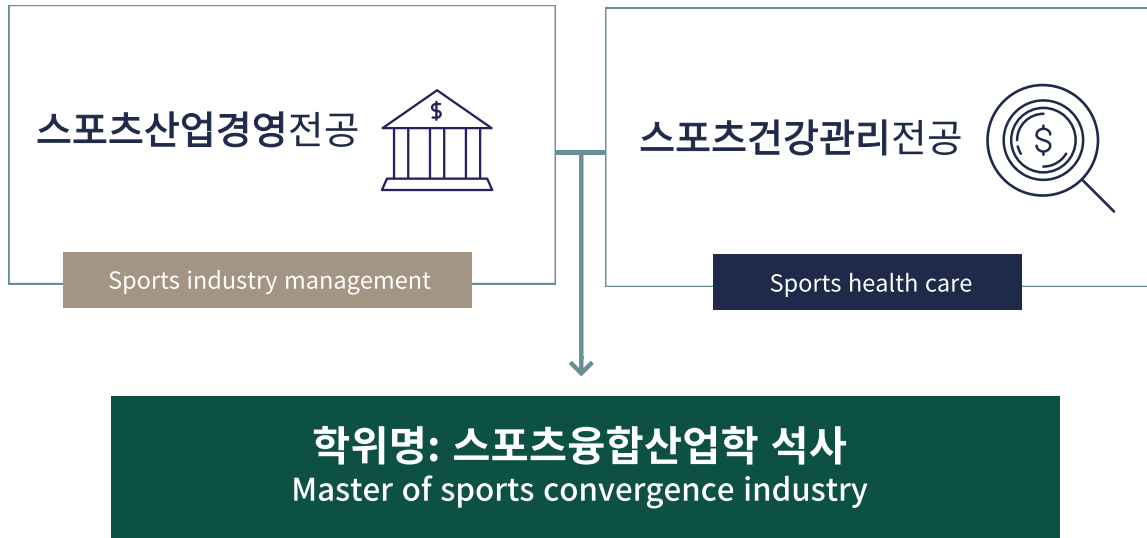 스포츠산업경영전공
$
Sports industry management
스포츠건강관리전공
$
Sports health care
학위명: 스포츠융합산업학 석사
Master of sports convergence industry